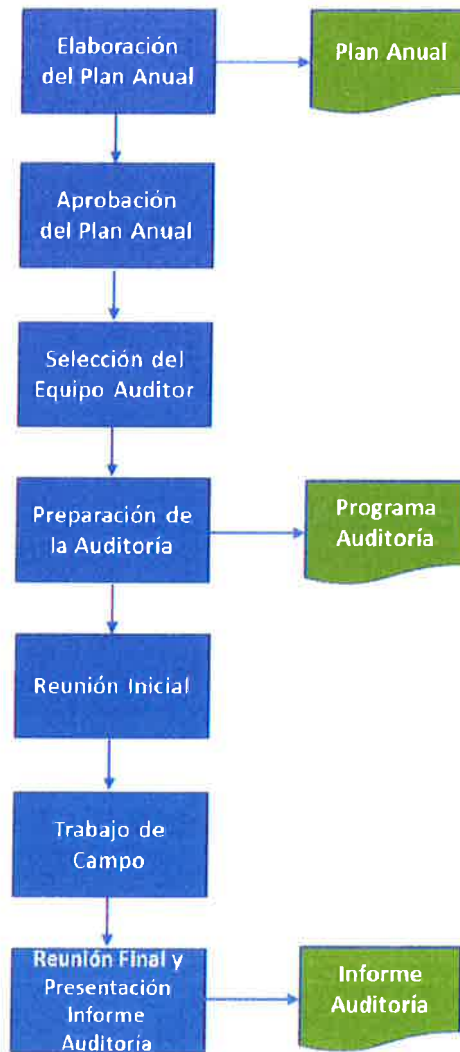 Elaboración
del Plan Anual
Plan Anual
Aprobación
del Plan Anual
Selección del
Equipo Auditor
Preparación de
la Auditoría
Programa
Auditoría
Reunión Inicial
Trabajo de
Campo
Reunión Final y
Presentación
Informe
Auditoría
Informe
Auditoría